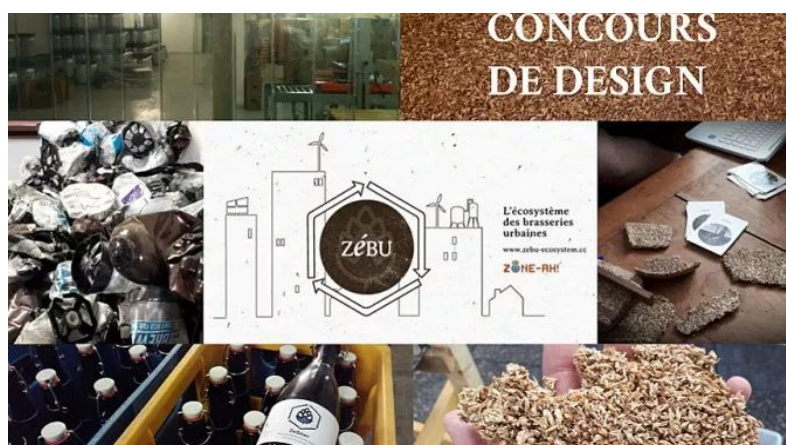 CONCOURS
DE DESIGN
ZéBU
L'écosystème
des brasseries
urbaines
www.zebu-ecosystem.cc
ZONE-AH!